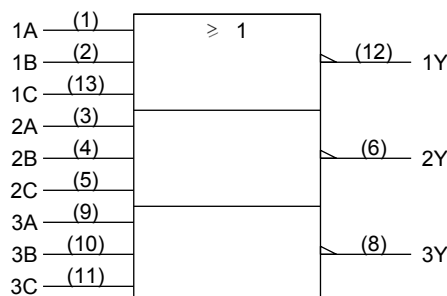 1A (1) ≥ 1
1B (2) (12) 1Y
1C (13)
2A (3)
2B (4) (6) 2Y
2C (5)
3A (9)
3B (10) (8) 3Y
3C (11)